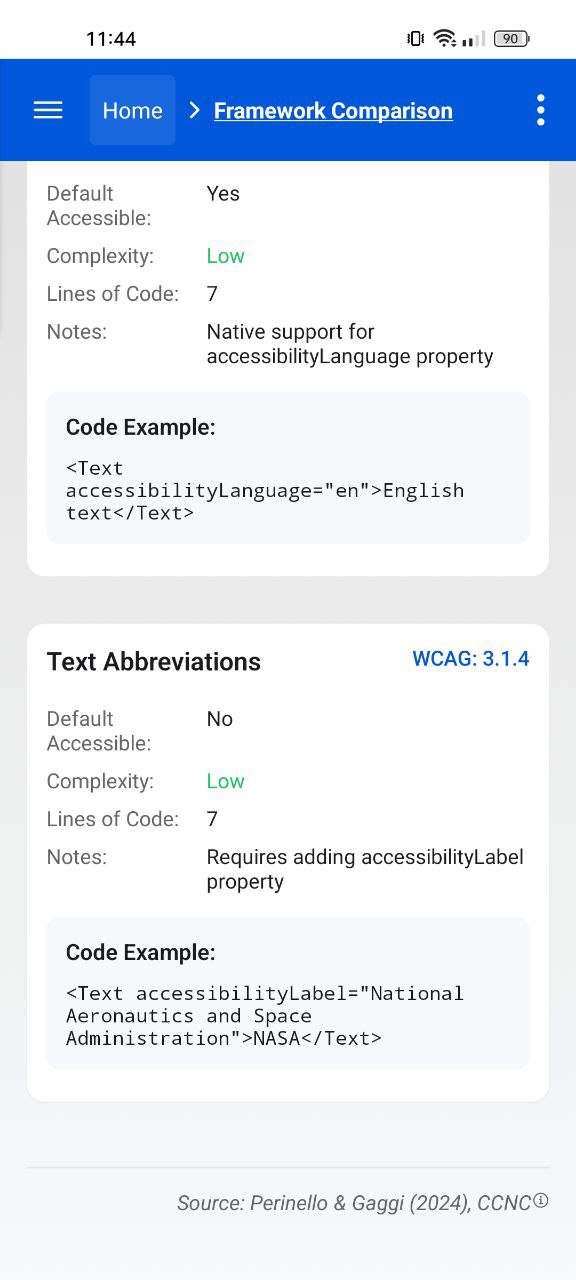 11:44
90
Home
Framework Comparison
Default
Accessible:
Yes
Complexity:
Low
Lines of Code:
7
Notes:
Native support for
accessibilityLanguage property
Code Example:
<Text
accessibilityLanguage="en">English
text</Text>
Text Abbreviations
WCAG: 3.1.4
Default
Accessible:
No
Complexity:
Low
Lines of Code:
7
Notes:
Requires adding accessibilityLabel
property
Code Example:
<Text accessibilityLabel="National
Aeronautics and Space
Administration">NASA</Text>
Source: Perinello & Gaggi (2024), CCNCⓘ